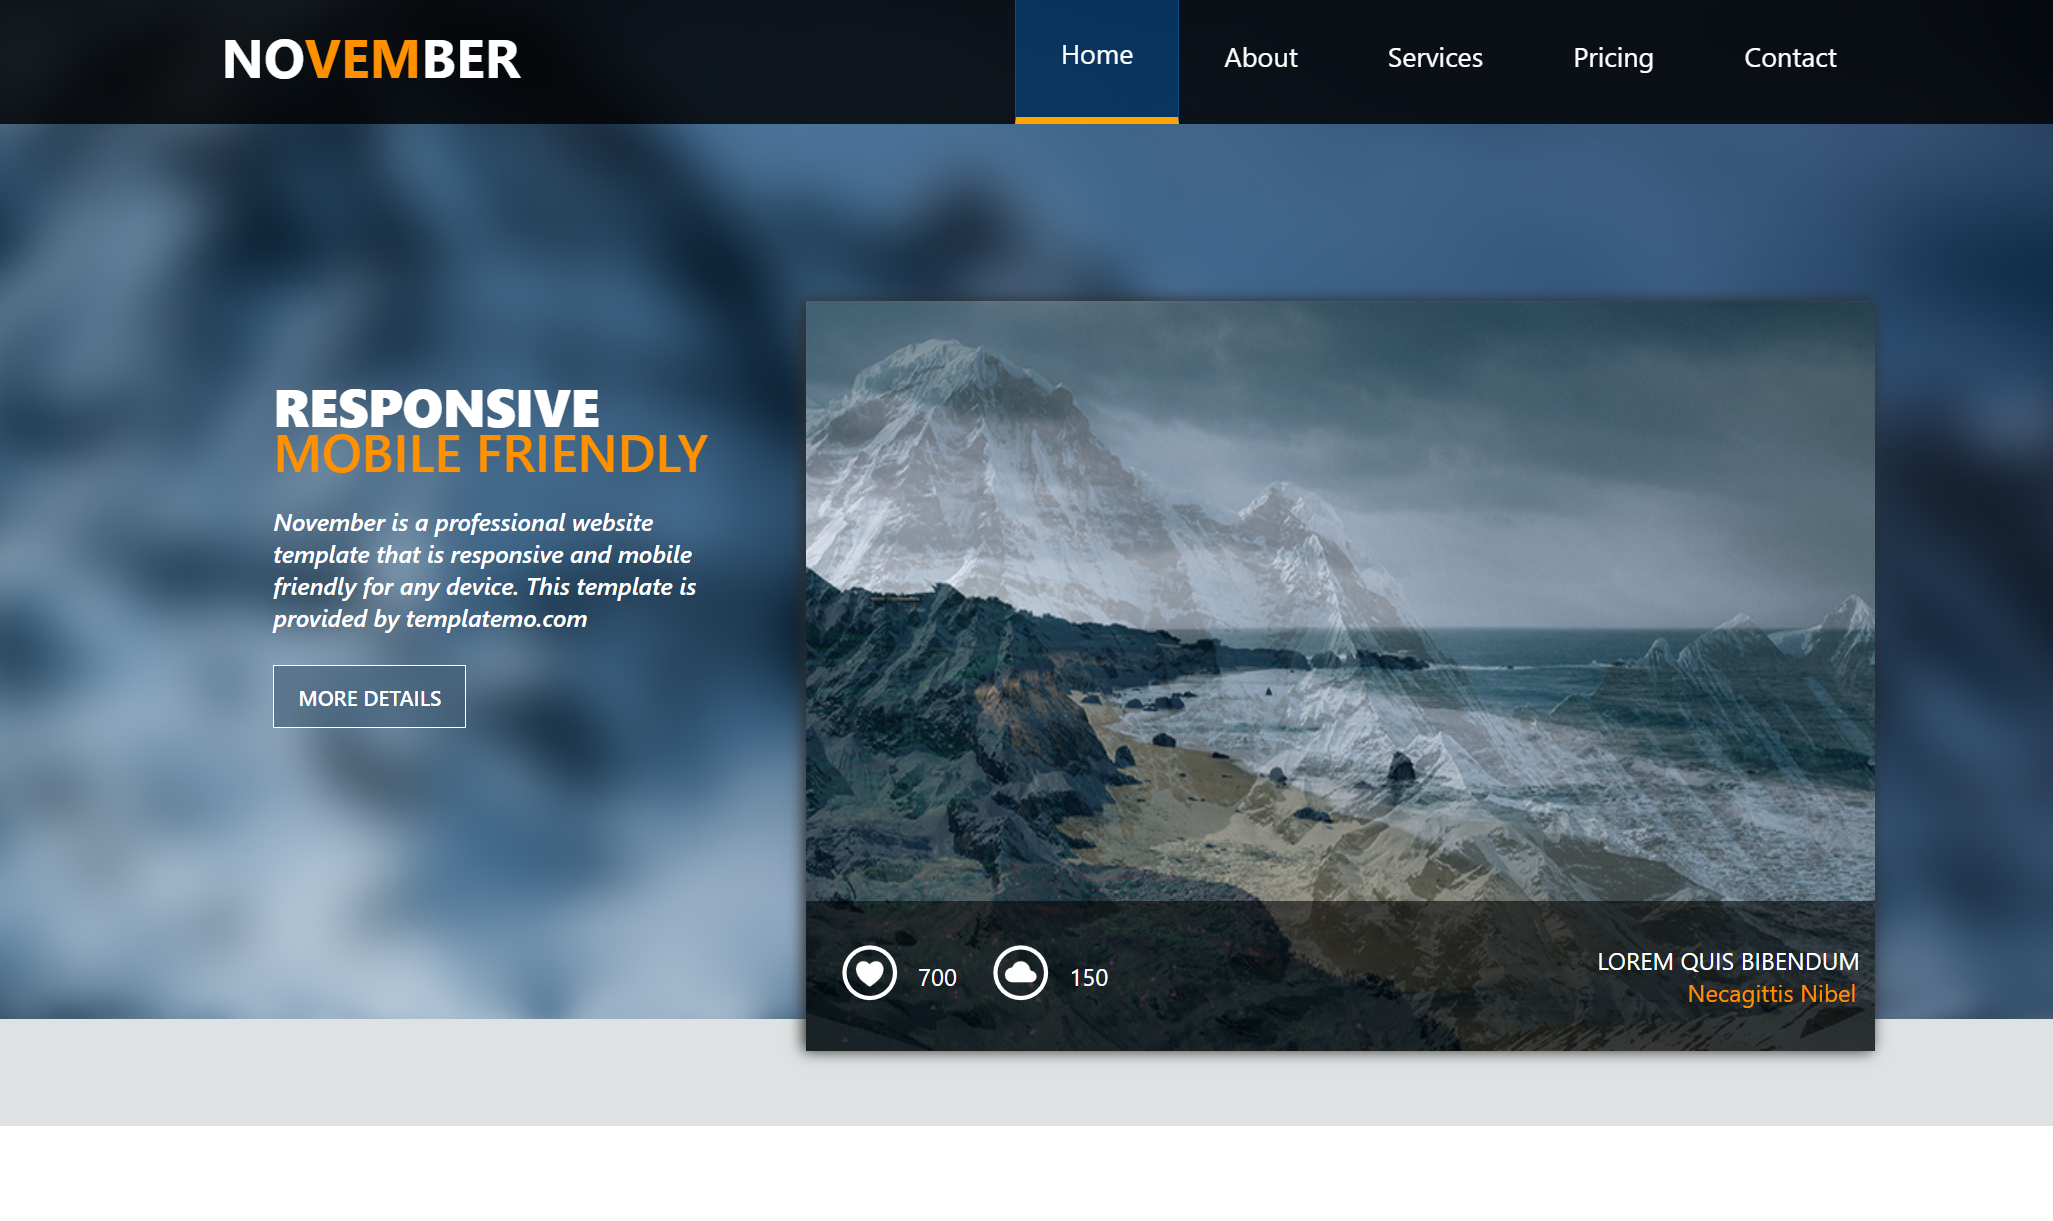 NOVEMBER
Home
About
Services
Pricing
Contact
RESPONSIVE
MOBILE FRIENDLY
November is a professional website
template that is responsive and mobile
friendly for any device. This template is
provided by templatemo.com
MORE DETAILS
700
150
LOREM QUIS BIBENDUM
Necagittis Nibel